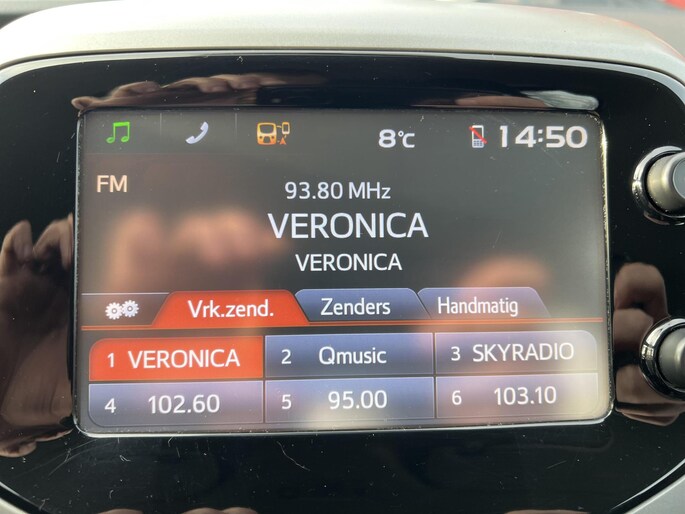 8°C 14:50
FM
93.80 MHz
VERONICA
VERONICA
Vrk.zend. Zenders Handmatig
1 VERONICA 2 Qmusic 3 SKYRADIO
4 102.60 5 95.00 6 103.10